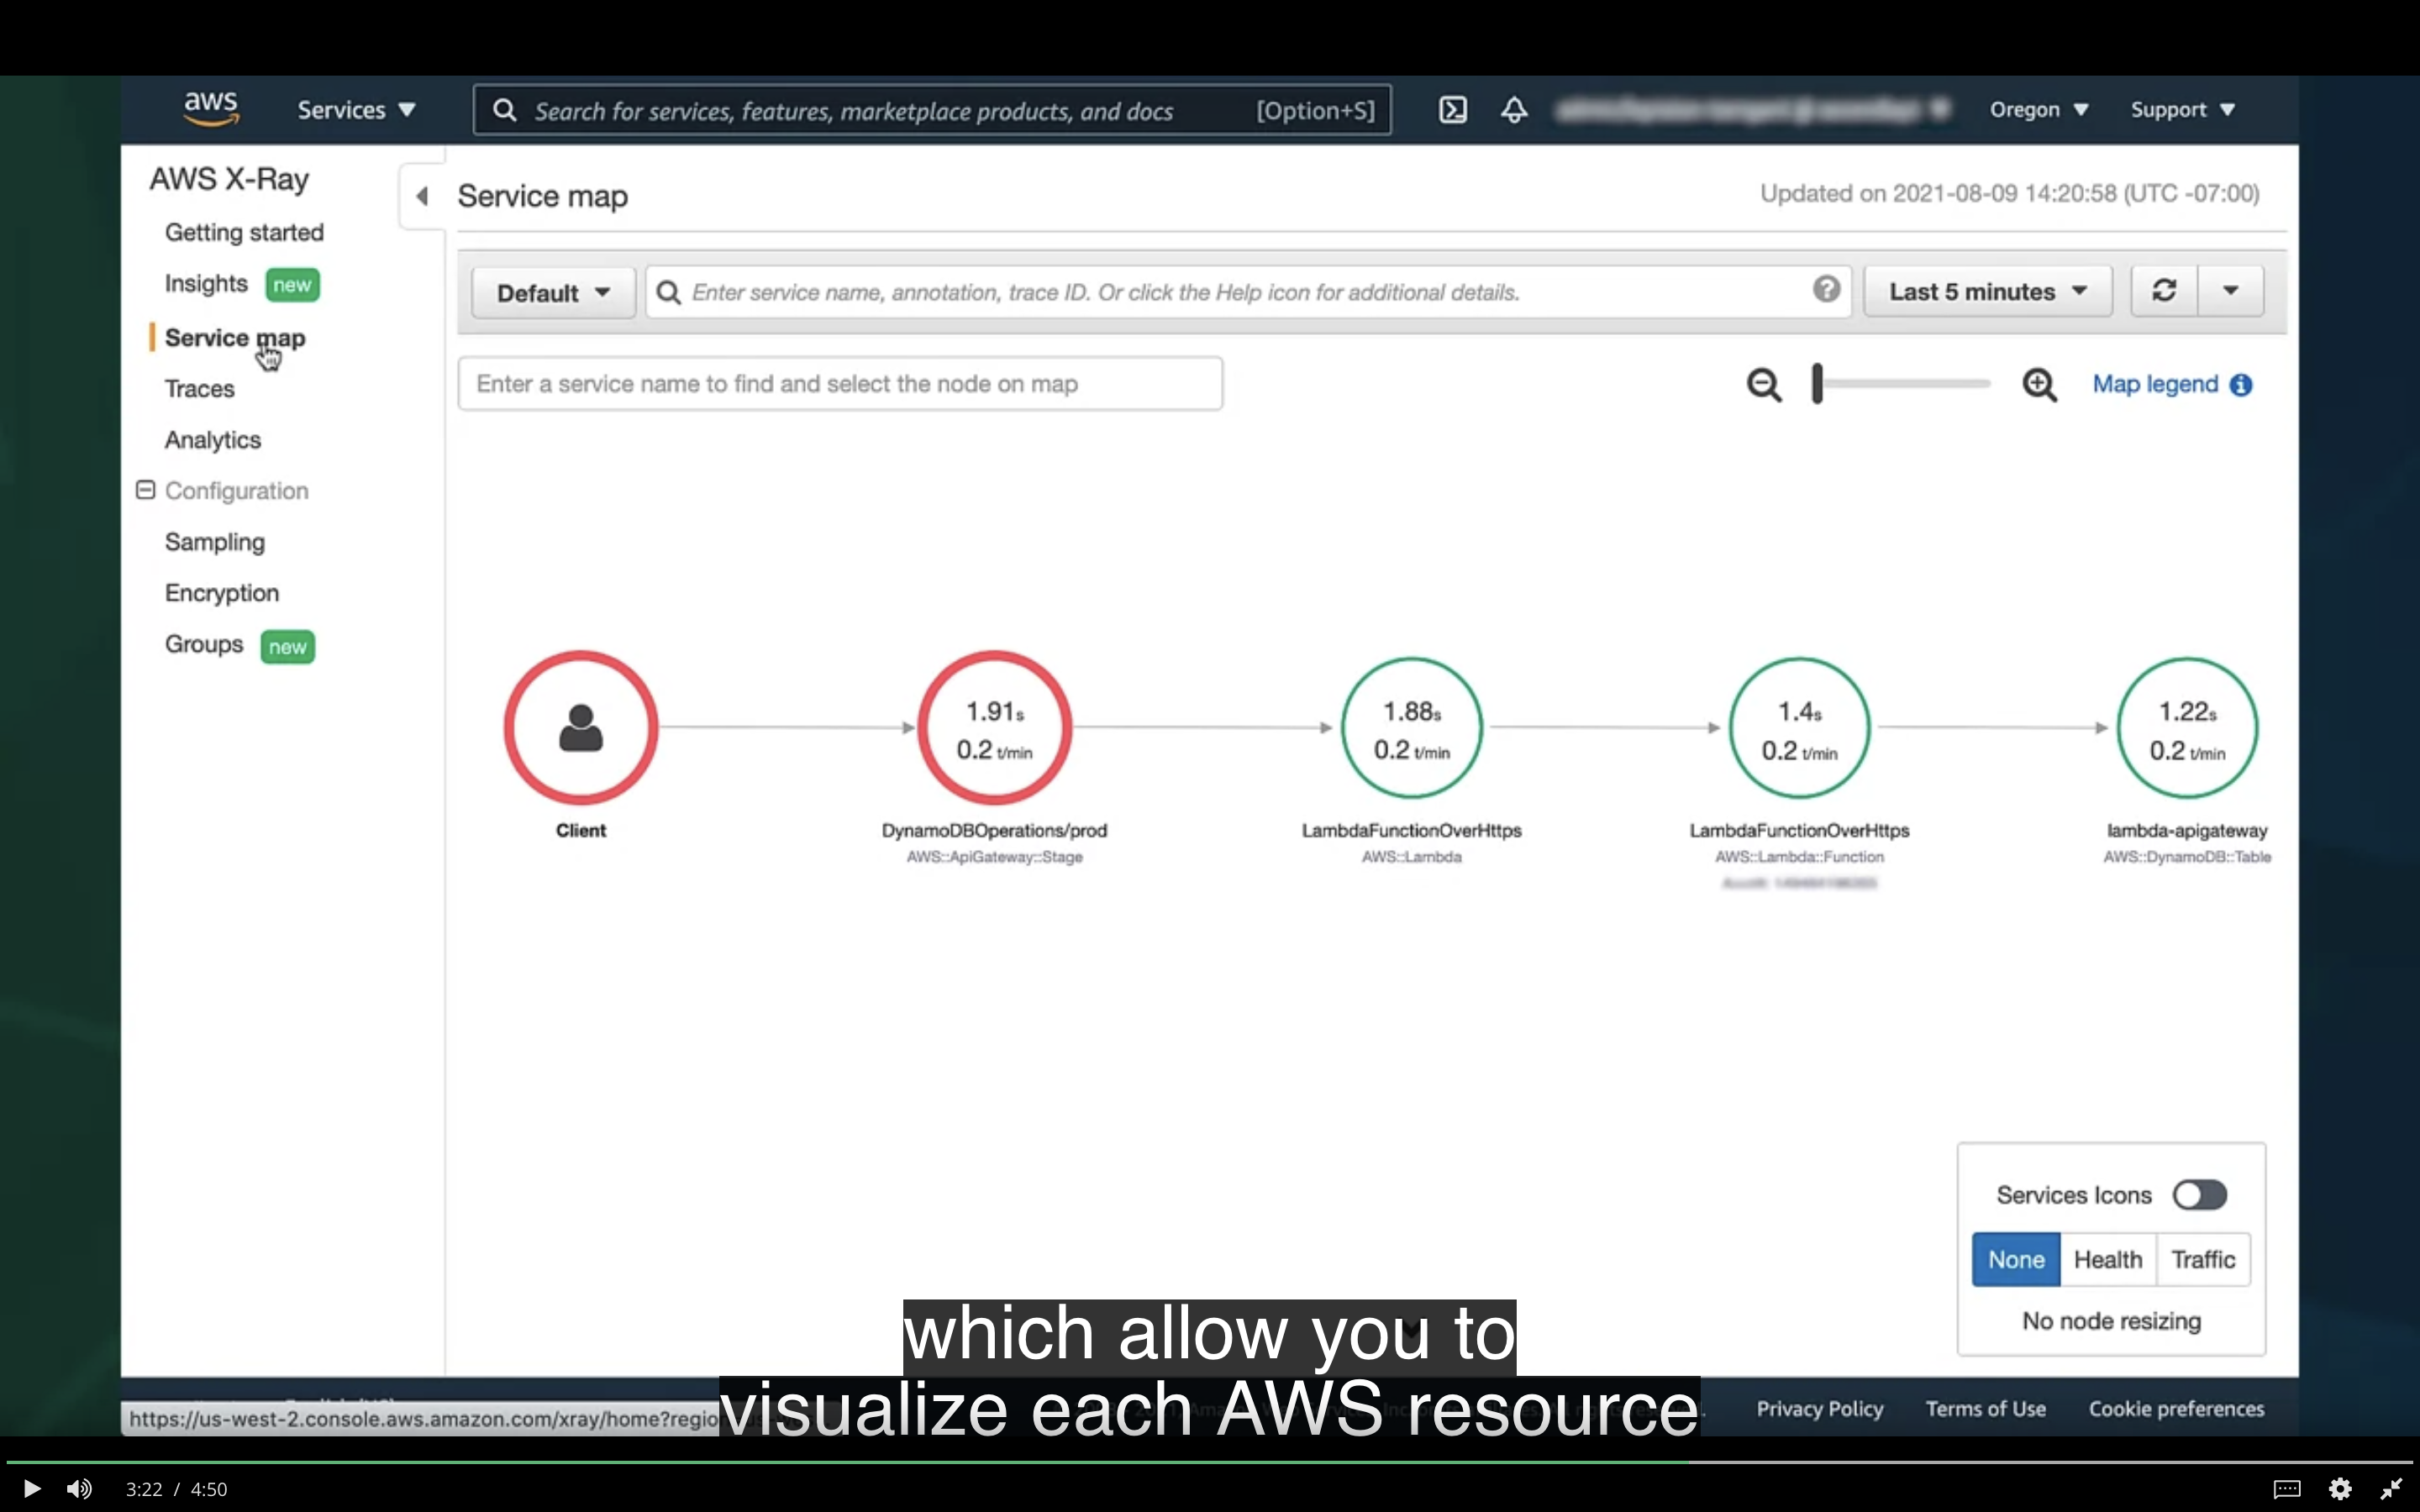 aws
Services
Search for services, features, marketplace products, and docs [Option+S]
Oregon
Support
AWS X-Ray
Getting started
Insights new
Service map
Traces
Analytics
Configuration
Sampling
Encryption
Groups new
Service map
Updated on 2021-08-09 14:20:58 (UTC -07:00)
Default
Enter service name, annotation, trace ID. Or click the Help icon for additional details.
Last 5 minutes
Enter a service name to find and select the node on map
Map legend
Client
1.91s
0.2 t/min
DynamoDBOperations/prod
AWS::ApiGateway::Stage
1.88s
0.2 t/min
LambdaFunctionOverHttps
AWS::Lambda
1.4s
0.2 t/min
LambdaFunctionOverHttps
AWS::Lambda::Function
1.22s
0.2 t/min
lambda-apigateway
AWS::DynamoDB::Table
Services Icons
None Health Traffic
No node resizing
which allow you to
visualize each AWS resource
https://us-west-2.console.aws.amazon.com/xray/home?regio
Privacy Policy
Terms of Use
Cookie preferences
3:22 / 4:50